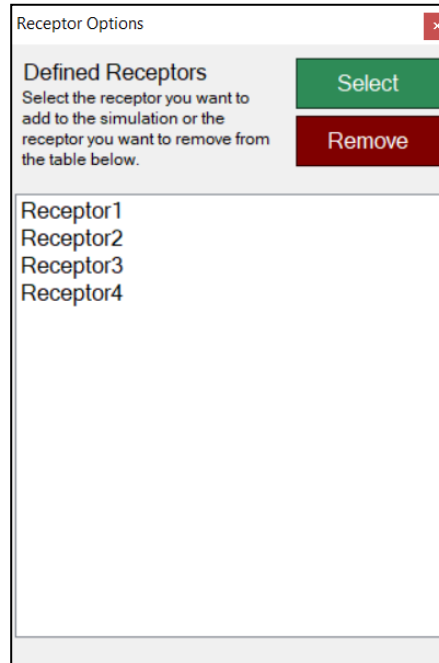 Receptor Options
Defined Receptors
Select the receptor you want to
add to the simulation or the
receptor you want to remove from
the table below.
Select
Remove
Receptor1
Receptor2
Receptor3
Receptor4